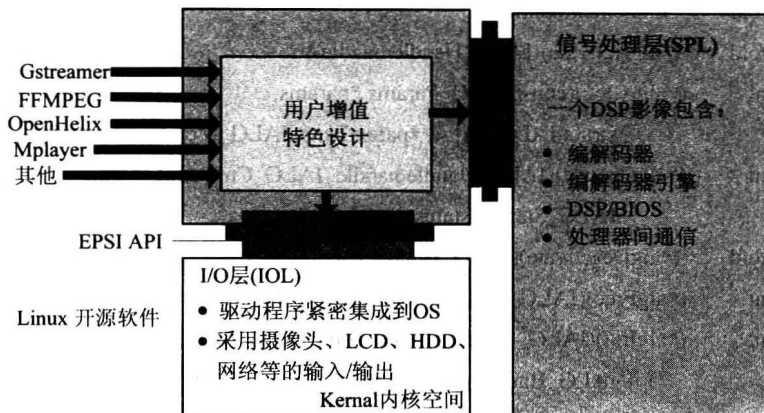 Gstreamer
FFMPEG
OpenHelix
Mplayer
其他
用户增值
特色设计
EPSI API
Linux 开源软件
I/O层(IOL)
• 驱动程序紧密集成到OS
• 采用摄像头、LCD、HDD、
网络等的输入/输出
Kernal内核空间
信号处理层(SPL)
一个DSP影像包含：
• 编解码器
• 编解码器引擎
• DSP/BIOS
• 处理器间通信